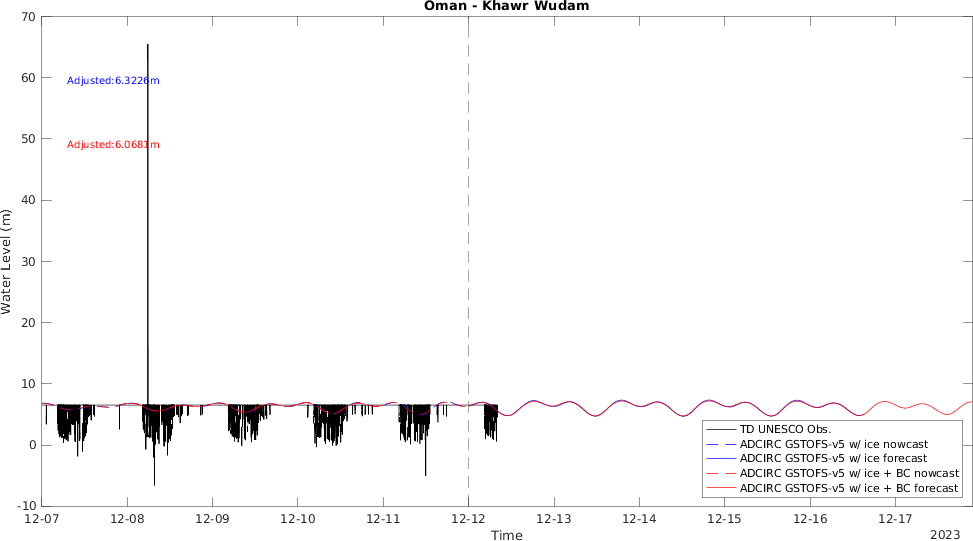 Oman - Khawr Wudam
70
60
50
40
30
20
10
0
-10
Water Level (m)
Adjusted:6.3226m
Adjusted:6.0681m
TD UNESCO Obs.
ADCIRC GSTOFS-v5 w/ ice nowcast
ADCIRC GSTOFS-v5 w/ ice forecast
ADCIRC GSTOFS-v5 w/ ice + BC nowcast
ADCIRC GSTOFS-v5 w/ ice + BC forecast
12-07 12-08 12-09 12-10 12-11 12-12 12-13 12-14 12-15 12-16 12-17
Time
2023